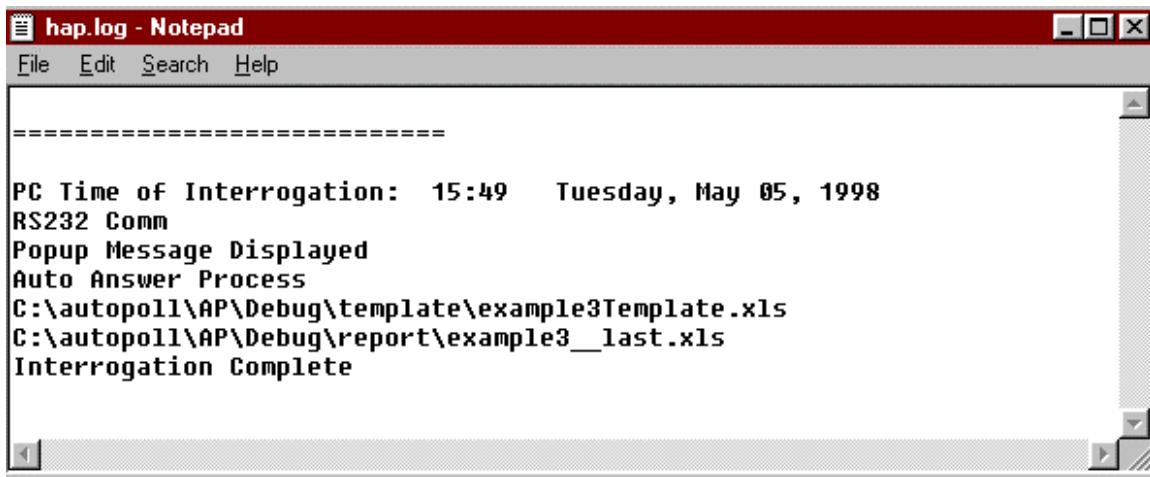 hap.log - Notepad
File Edit Search Help
============================
PC Time of Interrogation:  15:49   Tuesday, May 05, 1998
RS232 Comm
Popup Message Displayed
Auto Answer Process
C:\autopoll\AP\Debug\template\example3Template.xls
C:\autopoll\AP\Debug\report\example3__last.xls
Interrogation Complete